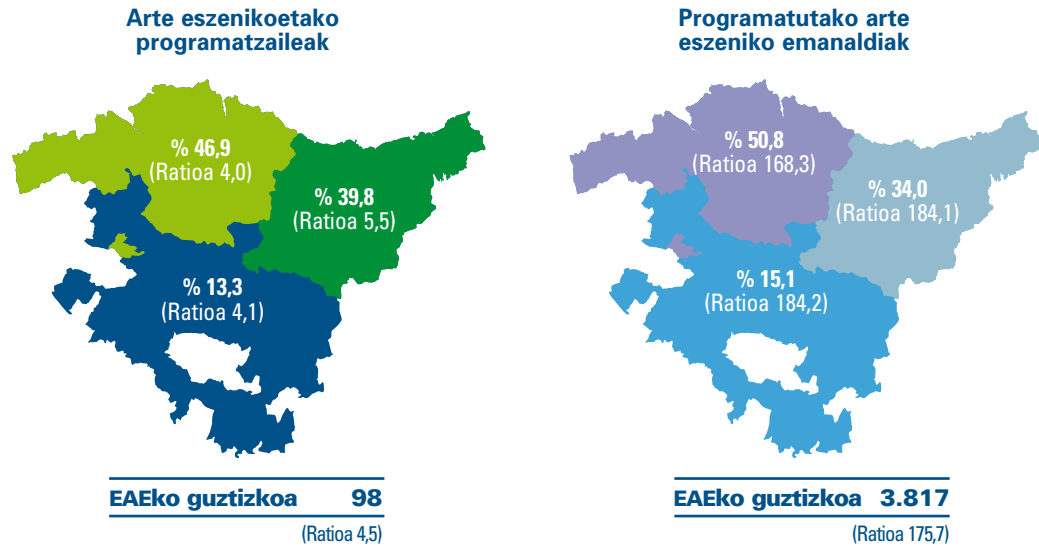 Arte eszenikoetako
programatzaileak
% 46,9
(Ratioa 4,0)
% 39,8
(Ratioa 5,5)
% 13,3
(Ratioa 4,1)
EAEko guztizkoa 98
(Ratioa 4,5)
Programatutako arte
eszeniko emanaldiak
% 50,8
(Ratioa 168,3)
% 34,0
(Ratioa 184,1)
% 15,1
(Ratioa 184,2)
EAEko guztizkoa 3.817
(Ratioa 175,7)